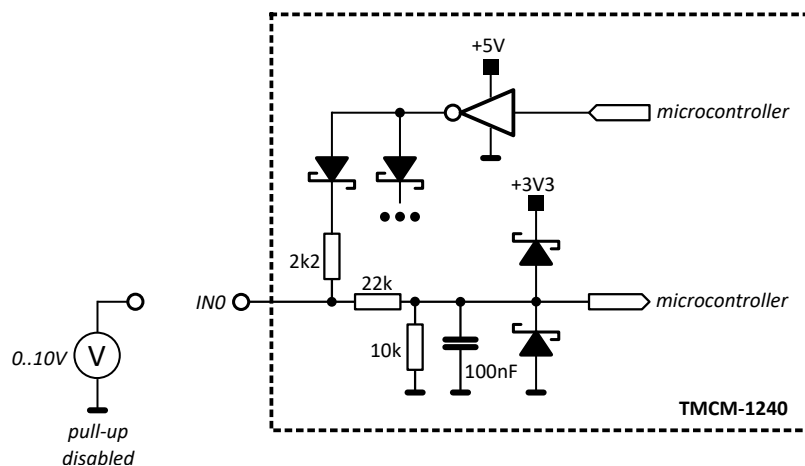 +5V
microcontroller
+3V3
2k2
IN0
22k
microcontroller
0..10V
V
10k
100nF
TMCM-1240
pull-up
disabled